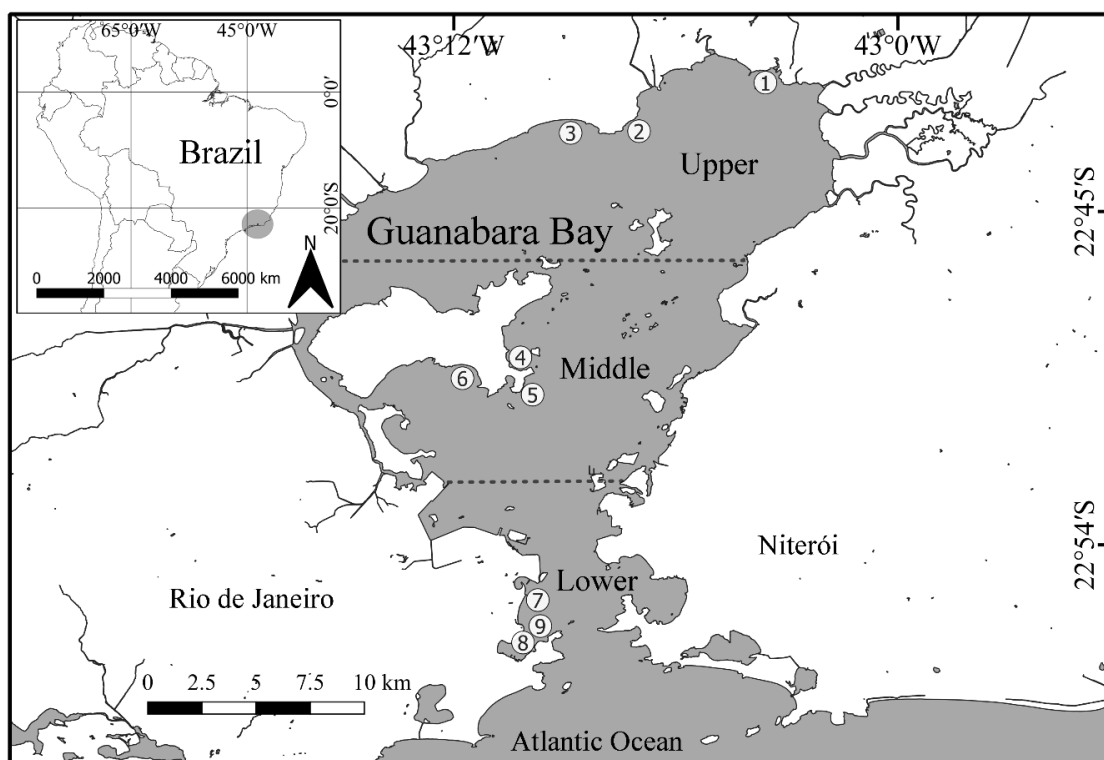 65°0′W 45°0′W
0°0′
Brazil
20°0′S
N
0 2000 4000 6000 km
43°12′W 43°0′W
1
2
3
Upper
22°45′S
Guanabara Bay
4
Middle
6
5
22°54′S
Niterói
Lower
Rio de Janeiro
7
9
8
0 2.5 5 7.5 10 km
Atlantic Ocean